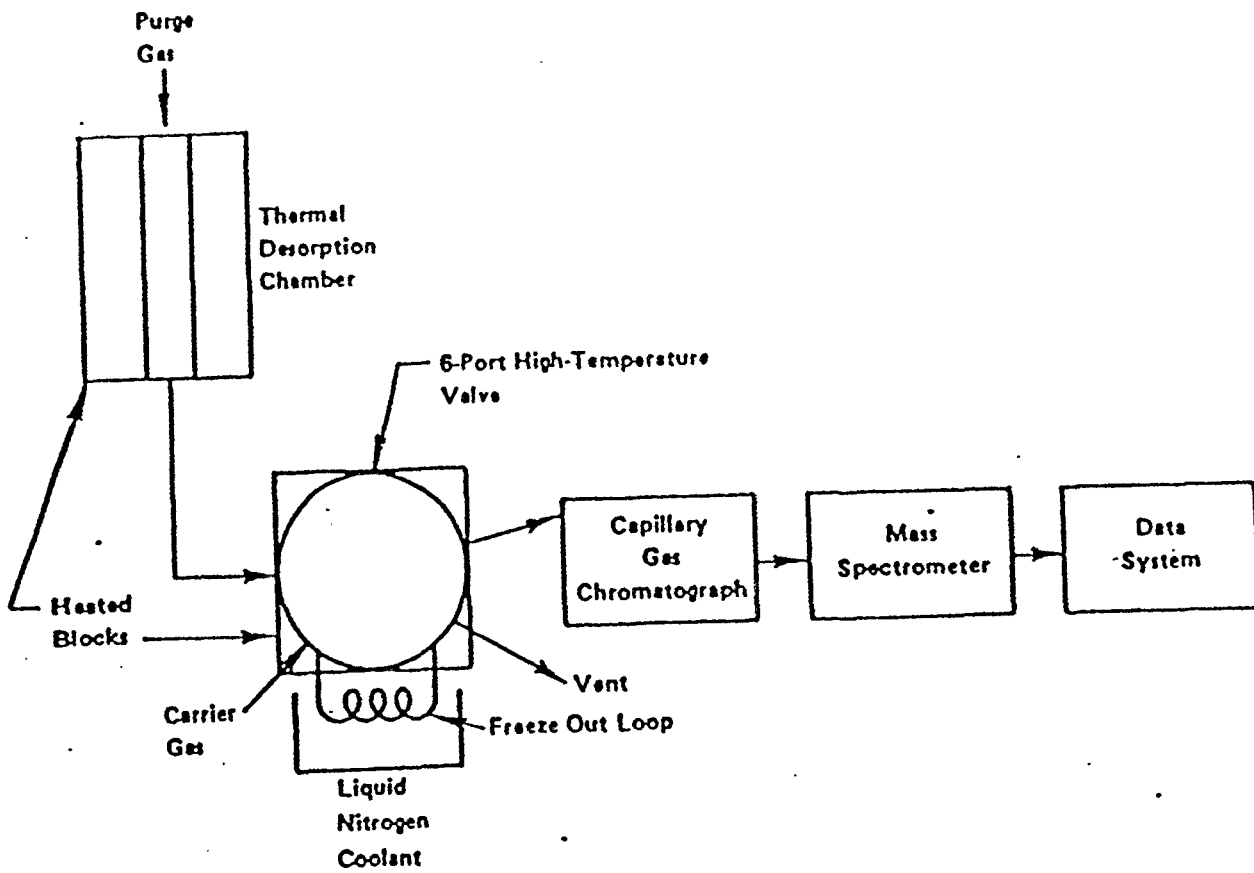 Purge
Gas
Thermal
Desorption
Chamber
6-Port High-Temperature
Valve
Capillary
Gas
Chromatograph
Mass
Spectrometer
Data
System
Heated
Blocks
Vent
Carrier
Gas
Freeze Out Loop
Liquid
Nitrogen
Coolant